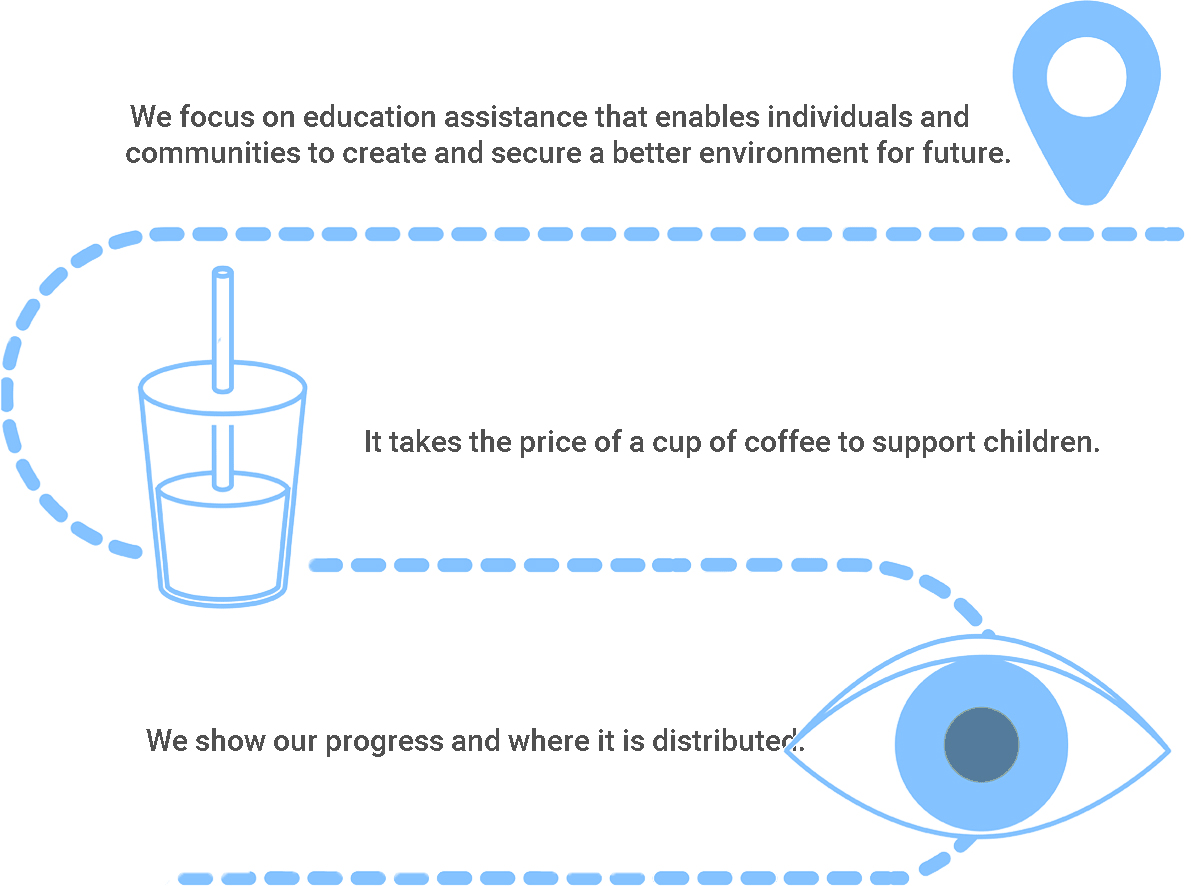 We focus on education assistance that enables individuals and
communities to create and secure a better environment for future.
It takes the price of a cup of coffee to support children.
We show our progress and where it is distributed.